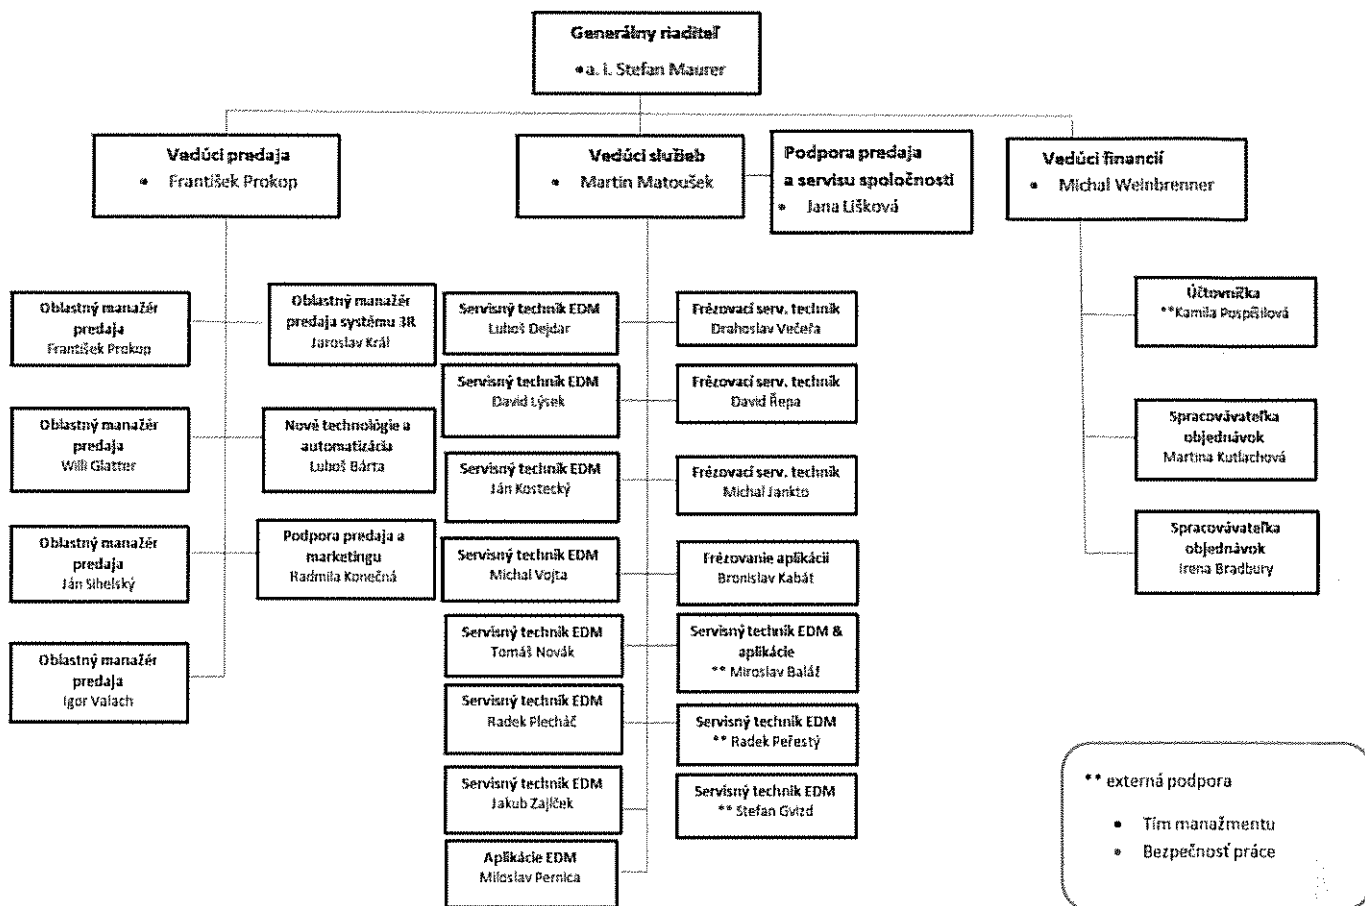 Generálny riaditeľ
•a. i. Stefan Maurer
Vedúci predaja
• František Prokop
Vedúci služieb
• Martin Matoušek
Podpora predaja
a servisu spoločnosti
• Jana Lišková
Vedúci financií
• Michal Weinbrenner
Oblastný manažér
predaja
František Prokop
Oblastný manažér
predaja systému 3R
Jaroslav Král
Oblastný manažér
predaja
Willi Glatter
Nové technológie a
automatizácia
Luboš Bárta
Oblastný manažér
predaja
Ján Sihelský
Podpora predaja a
marketingu
Radmila Konečná
Oblastný manažér
predaja
Igor Valach
Servisný technik EDM
Luboš Dejdar
Frézovací serv. technik
Drahoslav Večeřa
Servisný technik EDM
David Lýsek
Frézovací serv. technik
David Řepa
Servisný technik EDM
Ján Kostecký
Frézovací serv. technik
Michal Jankto
Servisný technik EDM
Michal Vojta
Frézovanie aplikácií
Bronislav Kabát
Servisný technik EDM
Tomáš Novák
Servisný technik EDM &
aplikácie
** Miroslav Baláž
Servisný technik EDM
Radek Plecháč
Servisný technik EDM
** Radek Peřestý
Servisný technik EDM
Jakub Zajíček
Servisný technik EDM
** Stefan Gvizd
Aplikácie EDM
Miloslav Pernica
Účtovníčka
**Kamila Pospíšilová
Spracovávateľka
objednávok
Martina Kutlachová
Spracovávateľka
objednávok
Irena Bradbury
** externá podpora
• Tím manažmentu
• Bezpečnosť práce